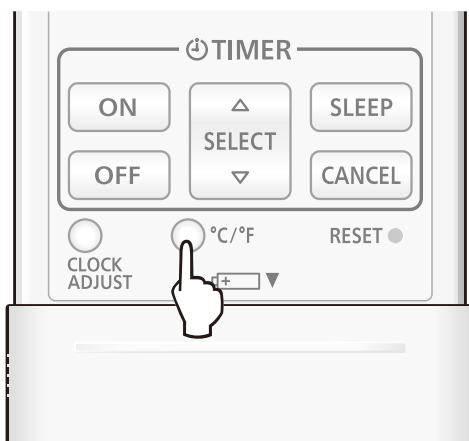 TIMER
ON
SELECT
SLEEP
OFF
CANCEL
°C/°F
RESET
CLOCK
ADJUST